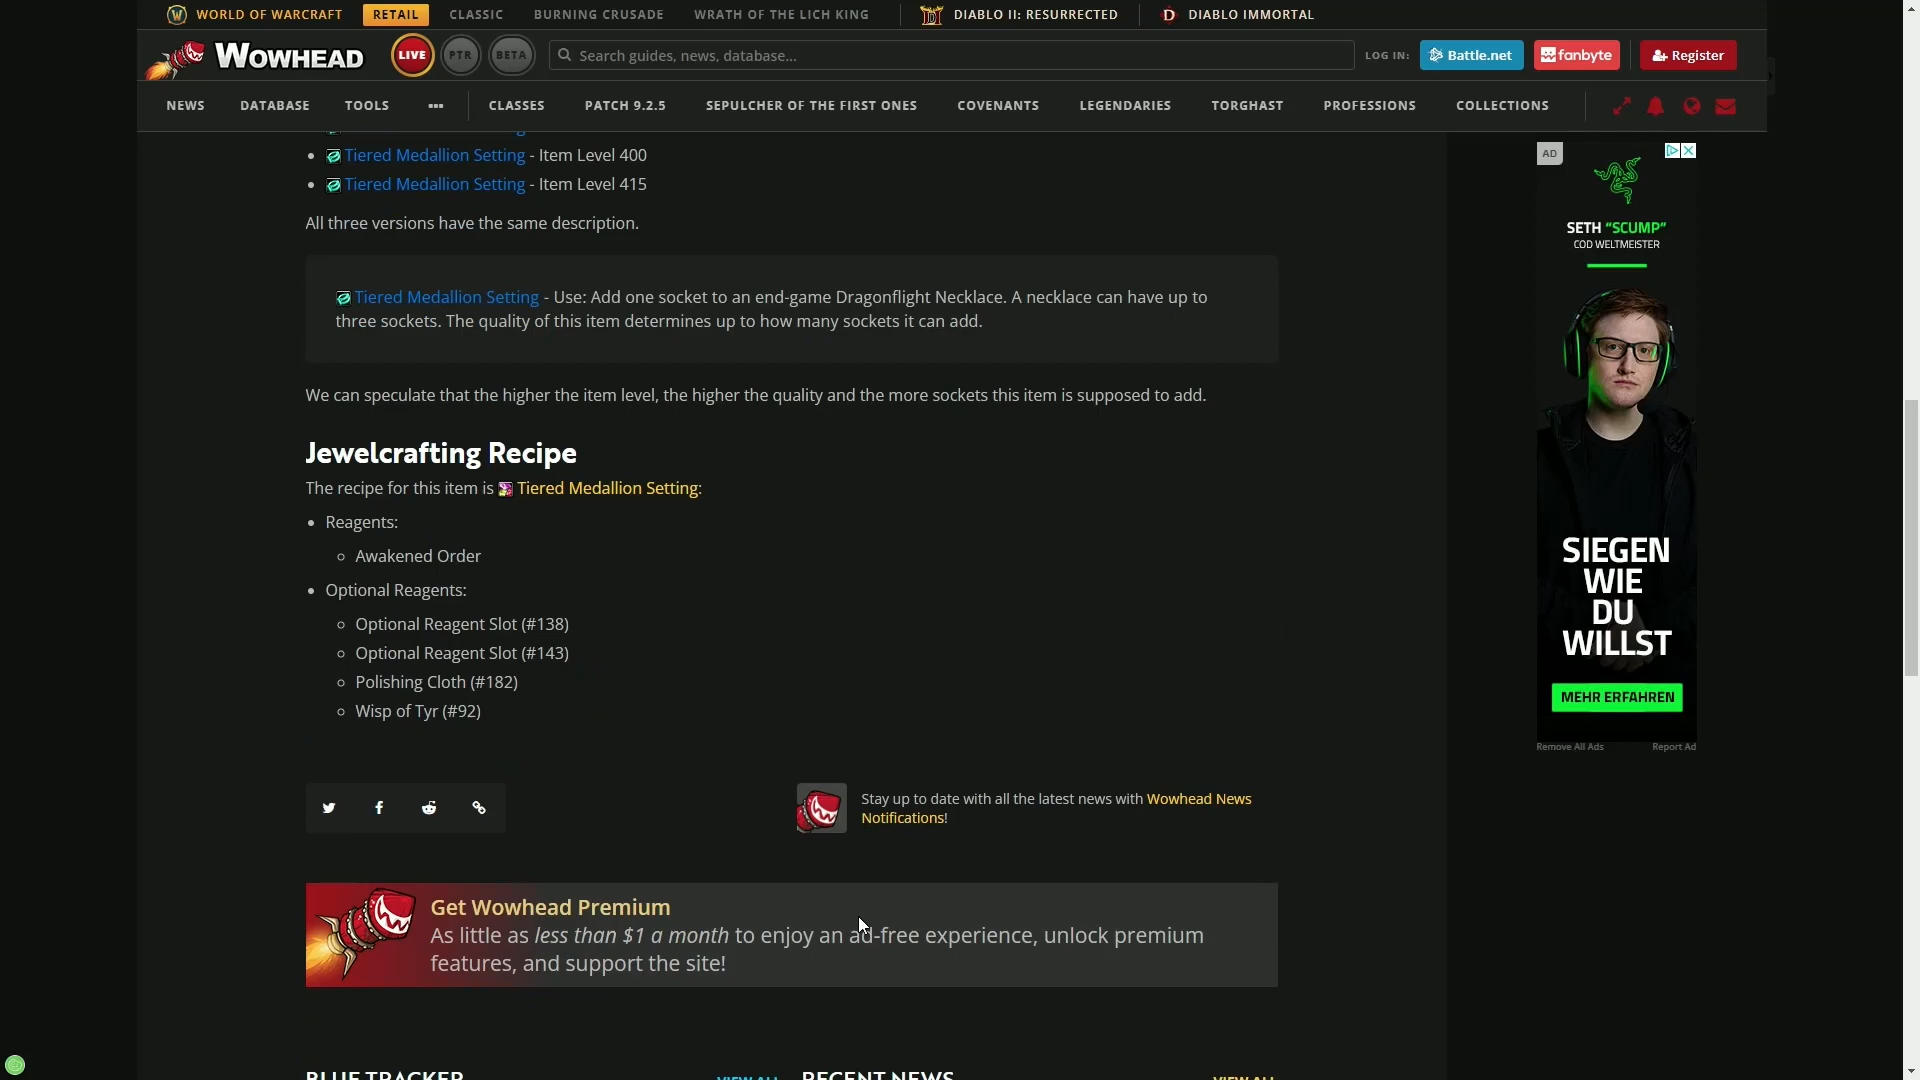 WORLD OF WARCRAFT RETAIL CLASSIC BURNING CRUSADE WRATH OF THE LICH KING DIABLO II: RESURRECTED DIABLO IMMORTAL
WOWHEAD LIVE PTR BETA Search guides, news, database... LOG IN: Battle.net fanbyte Register
NEWS DATABASE TOOLS ••• CLASSES PATCH 9.2.5 SEPULCHER OF THE FIRST ONES COVENANTS LEGENDARIES TORGHAST PROFESSIONS COLLECTIONS
• Tiered Medallion Setting - Item Level 400
• Tiered Medallion Setting - Item Level 415
All three versions have the same description.
Tiered Medallion Setting - Use: Add one socket to an end-game Dragonflight Necklace. A necklace can have up to
three sockets. The quality of this item determines up to how many sockets it can add.
We can speculate that the higher the item level, the higher the quality and the more sockets this item is supposed to add.
Jewelcrafting Recipe
The recipe for this item is Tiered Medallion Setting:
• Reagents:
Awakened Order
• Optional Reagents:
Optional Reagent Slot (#138)
Optional Reagent Slot (#143)
Polishing Cloth (#182)
Wisp of Tyr (#92)
Stay up to date with all the latest news with Wowhead News
Notifications!
Get Wowhead Premium
As little as less than $1 a month to enjoy an ad-free experience, unlock premium
features, and support the site!
BLUE TRACKER VIEW ALL RECENT NEWS VIEW ALL
AD
SETH "SCUMP"
COD WELTMEISTER
SIEGEN
WIE
DU
WILLST
MEHR ERFAHREN
Remove All Ads Report Ad